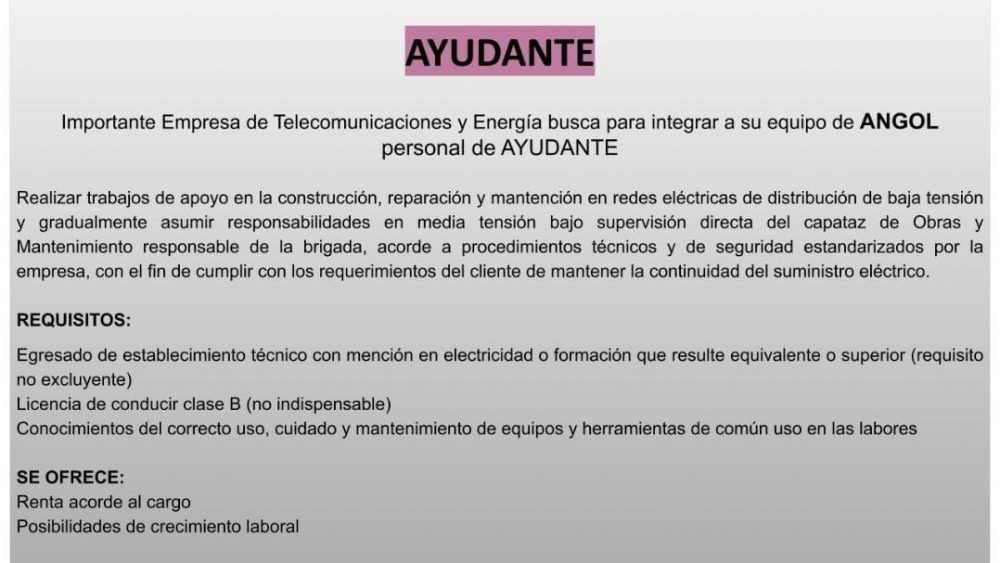 AYUDANTE
Importante Empresa de Telecomunicaciones y Energía busca para integrar a su equipo de ANGOL
personal de AYUDANTE
Realizar trabajos de apoyo en la construcción, reparación y mantención en redes eléctricas de distribución de baja tensión
y gradualmente asumir responsabilidades en media tensión bajo supervisión directa del capataz de Obras y
Mantenimiento responsable de la brigada, acorde a procedimientos técnicos y de seguridad estandarizados por la
empresa, con el fin de cumplir con los requerimientos del cliente de mantener la continuidad del suministro eléctrico.
REQUISITOS:
Egresado de establecimiento técnico con mención en electricidad o formación que resulte equivalente o superior (requisito
no excluyente)
Licencia de conducir clase B (no indispensable)
Conocimientos del correcto uso, cuidado y mantenimiento de equipos y herramientas de común uso en las labores
SE OFRECE:
Renta acorde al cargo
Posibilidades de crecimiento laboral